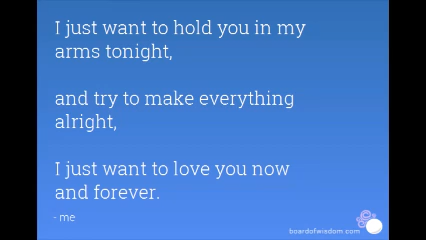 I just want to hold you in my
arms tonight,
and try to make everything
alright,
I just want to love you now
and forever.
- me
boardofwisdom.com